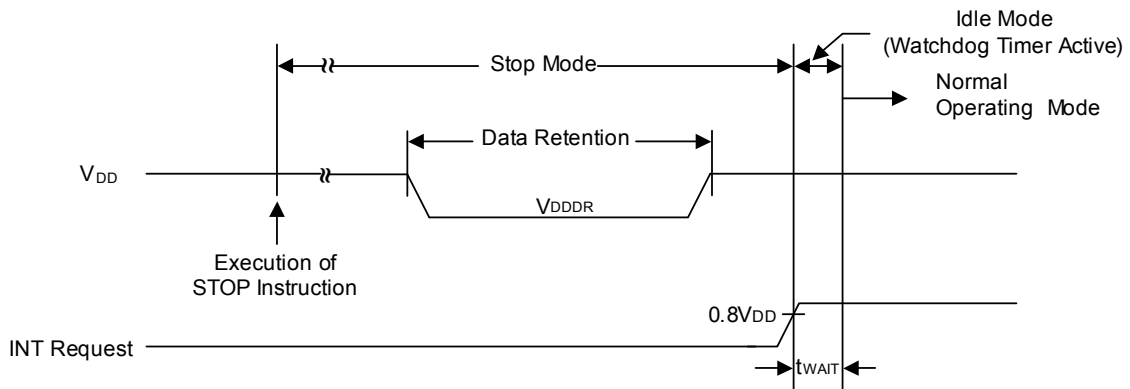 Idle Mode
(Watchdog Timer Active)
Stop Mode
Normal
Operating Mode
Data Retention
VDD
VDDDR
Execution of
STOP Instruction
0.8VDD
INT Request
tWAIT